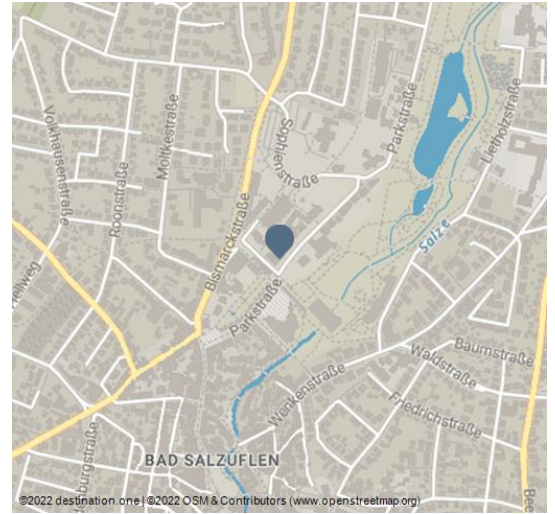 Volkhausenstraße
Roonstraße
Moltkestraße
Bismarckstraße
Sophienstraße
Parkstraße
Lietholzstraße
Salze
Hellweg
Parkstraße
Wenkenstraße
Waldstraße
Baumstraße
Friedrichstraße
BAD SALZUFLEN
©2022 destination.one | ©2022 OSM & Contributors (www.openstreetmap.org)